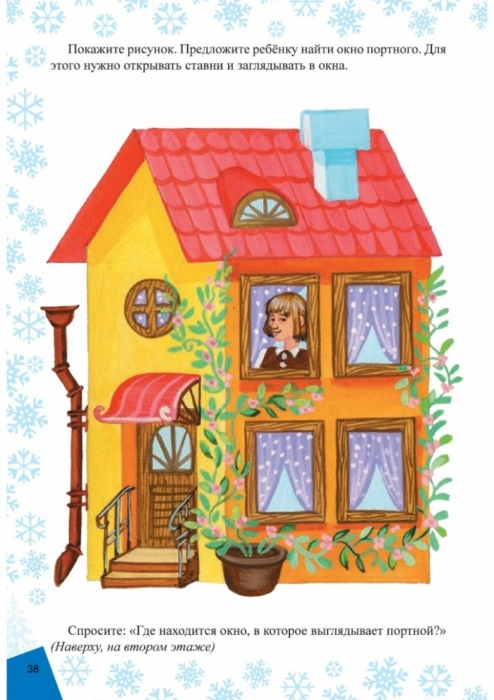 Покажите рисунок. Предложите ребёнку найти окно портного. Для
этого нужно открывать ставни и заглядывать в окна.
Спросите: «Где находится окно, в которое выглядывает портной?»
(Наверху, на втором этаже)
38